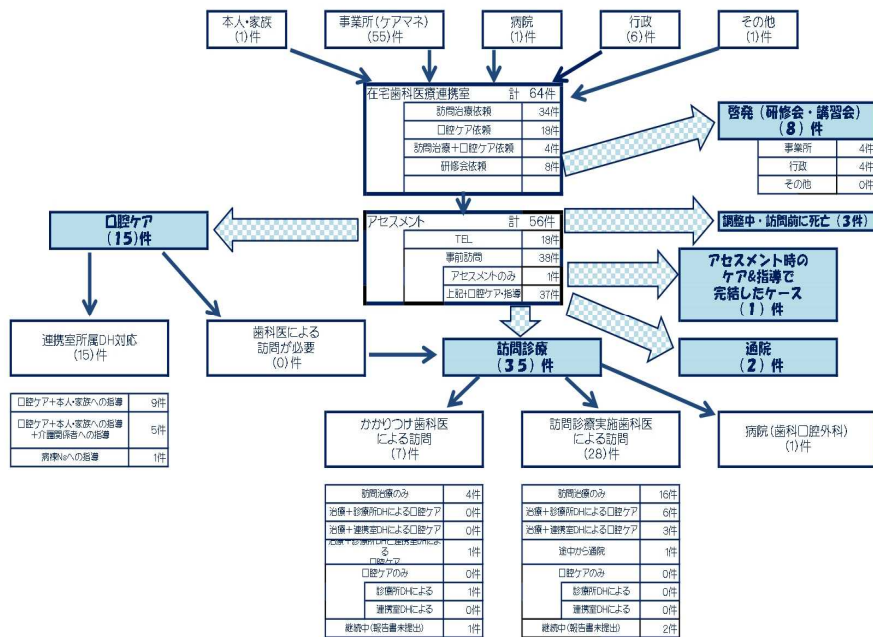 本人・家族
(1)件
事業所(ケアマネ)
(55)件
病院
(1)件
行政
(6)件
その他
(1)件
在宅歯科医療連携室 計 64件
訪問治療依頼 34件
口腔ケア依頼 18件
訪問治療+口腔ケア依頼 4件
研修会依頼 8件
啓発(研修会・講習会)
(8)件
事業所 4件
行政 4件
その他 0件
アセスメント 計 56件
TEL 18件
事前訪問 38件
アセスメントのみ 1件
上記+口腔ケア・指導 37件
口腔ケア
(15)件
調整中・訪問前に死亡(3件)
アセスメント時の
ケア&指導で
完結したケース
(1)件
通院
(2)件
連携室所属DH対応
(15)件
歯科医による
訪問が必要
(0)件
訪問診療
(35)件
口腔ケア+本人・家族への指導 9件
口腔ケア+本人・家族への指導
+介護関係者への指導 5件
病棟Nsへの指導 1件
かかりつけ歯科医
による訪問
(7)件
訪問診療実施歯科医
による訪問
(28)件
病院(歯科口腔外科)
(1)件
訪問治療のみ 4件
治療+診療所DHによる口腔ケア 0件
治療+連携室DHによる口腔ケア 0件
治療+診療所DHと連携室DHによ
る
口腔ケア 1件
口腔ケアのみ 0件
診療所DHによる 1件
連携室DHによる 0件
継続中(報告書未提出) 1件
訪問治療のみ 16件
治療+診療所DHによる口腔ケア 6件
治療+連携室DHによる口腔ケア 3件
途中から通院 1件
口腔ケアのみ 0件
診療所DHによる 0件
連携室DHによる 0件
継続中(報告書未提出) 2件